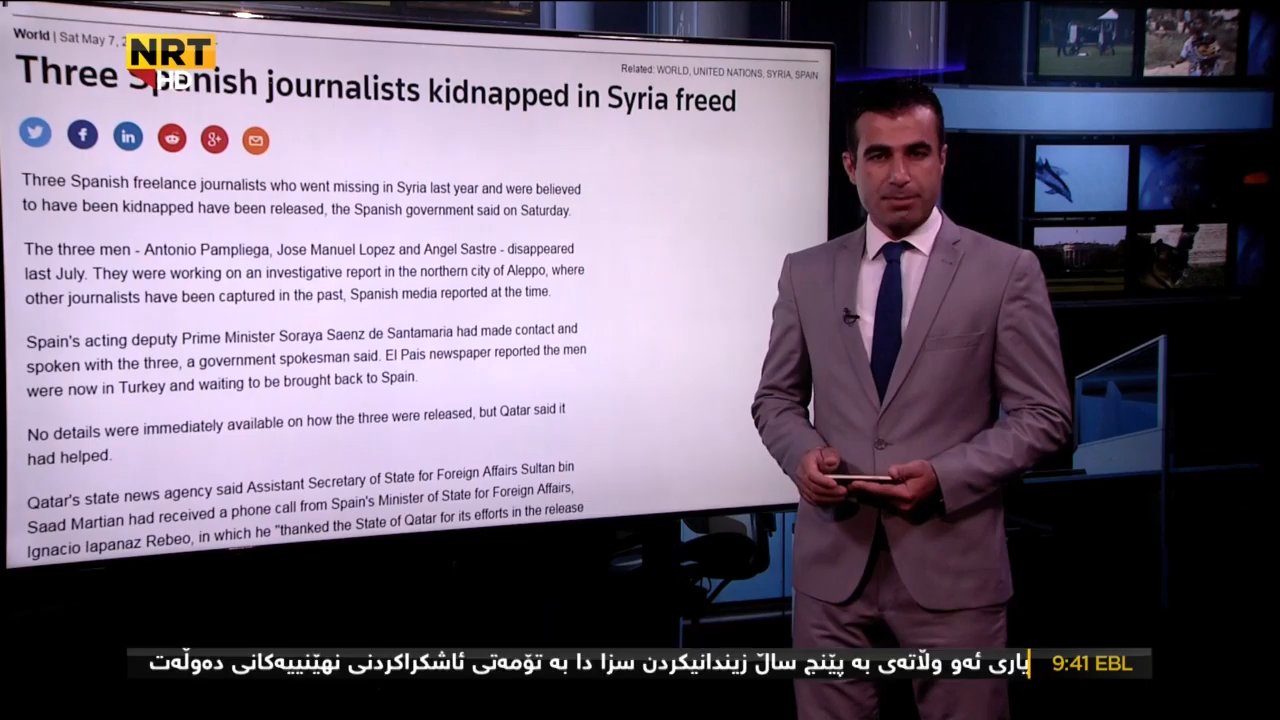 World | Sat May 7,
NRT
HD
Related: WORLD, UNITED NATIONS, SYRIA, SPAIN
Three Spanish journalists kidnapped in Syria freed
Three Spanish freelance journalists who went missing in Syria last year and were believed
to have been kidnapped have been released, the Spanish government said on Saturday.
The three men - Antonio Pampliega, Jose Manuel Lopez and Angel Sastre - disappeared
last July. They were working on an investigative report in the northern city of Aleppo, where
other journalists have been captured in the past, Spanish media reported at the time.
Spain's acting deputy Prime Minister Soraya Saenz de Santamaria had made contact and
spoken with the three, a government spokesman said. El Pais newspaper reported the men
were now in Turkey and waiting to be brought back to Spain.
No details were immediately available on how the three were released, but Qatar said it
had helped.
Qatar's state news agency said Assistant Secretary of State for Foreign Affairs Sultan bin
Saad Martian had received a phone call from Spain's Minister of State for Foreign Affairs,
Ignacio Iapanaz Rebeo, in which he "thanked the State of Qatar for its efforts in the release
یاری ئەو وڵاتەی بە پێنج ساڵ زیندانیکردن سزا دا بە تۆمەتی ئاشکراکردنی نهێنییەکانی دەوڵەت
9:41 EBL